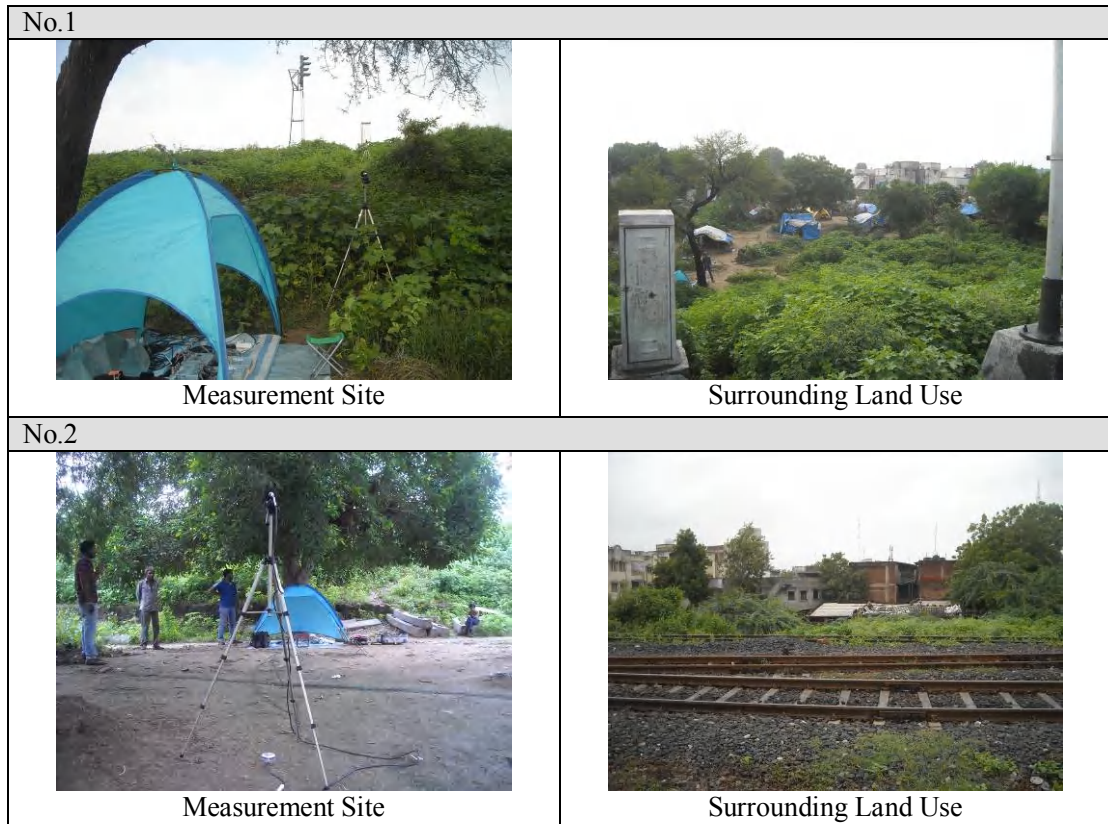 No.1
Measurement Site
Surrounding Land Use
No.2
Measurement Site
Surrounding Land Use